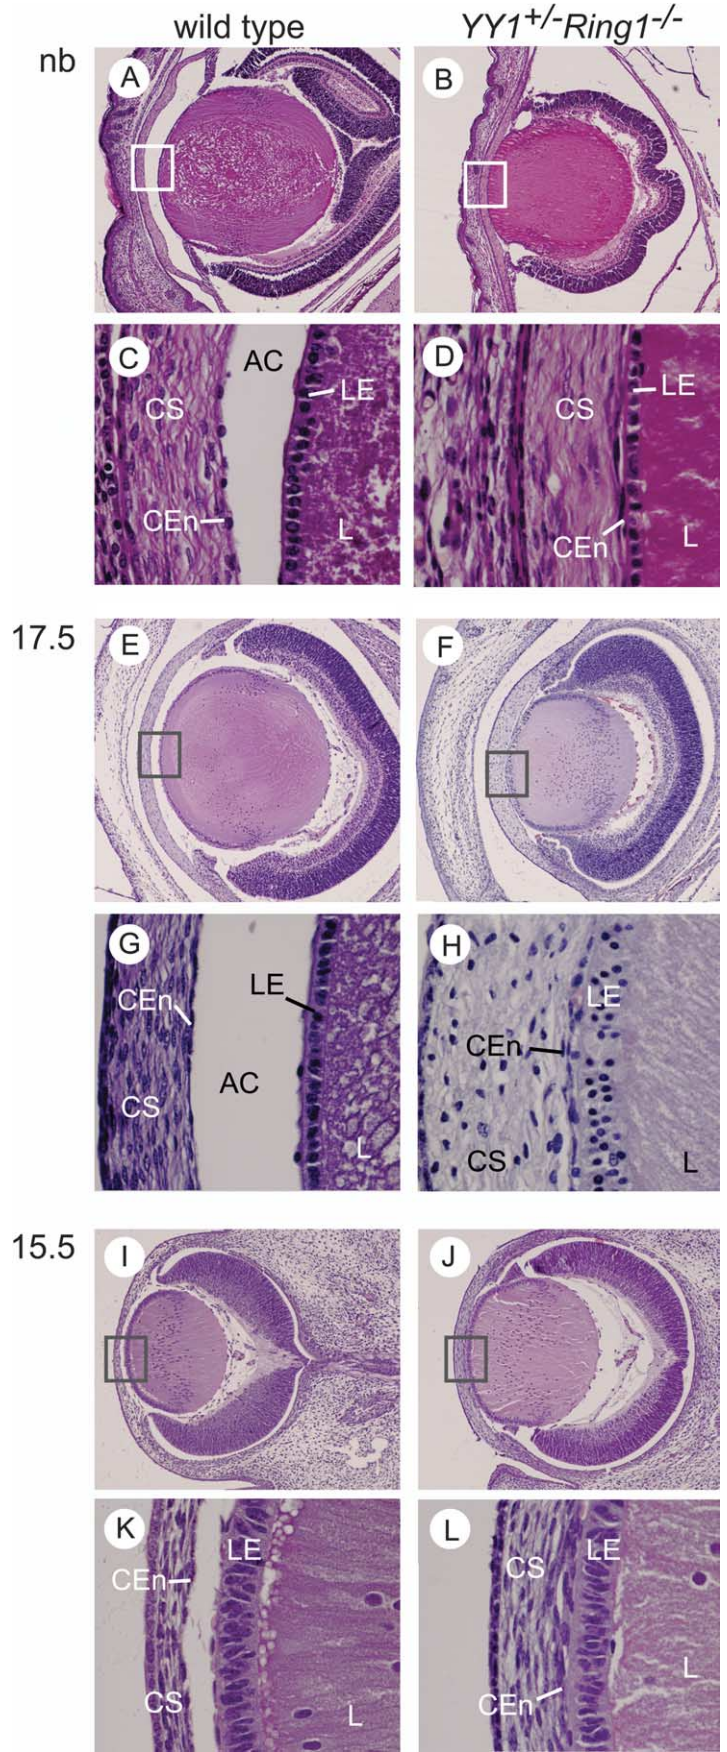 wild type YY1+/-Ring1-/-
nb
A B
C AC D
LE LE
CS CS
CEn CEn
L L
17.5
E F
G H
CEn LE LE
CEn
AC
CS CS
L L
15.5
I J
K L
LE CS LE
CEn
L
CS L CEn